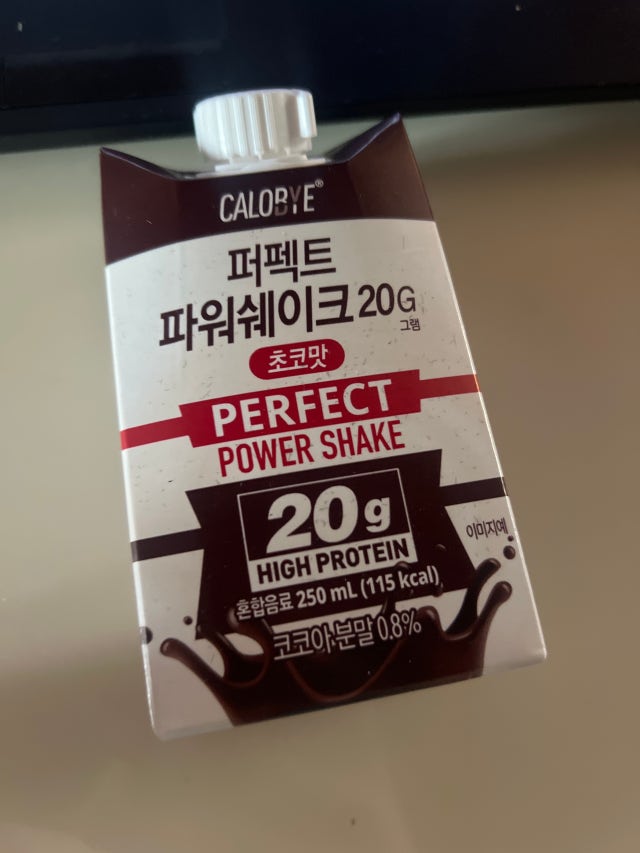 CALOBYE®
퍼펙트
파워쉐이크 20G
그램
초코맛
PERFECT
POWER SHAKE
20g
HIGH PROTEIN
이미지예
혼합음료 250 mL (115 kcal)
코코아분말 0.8%